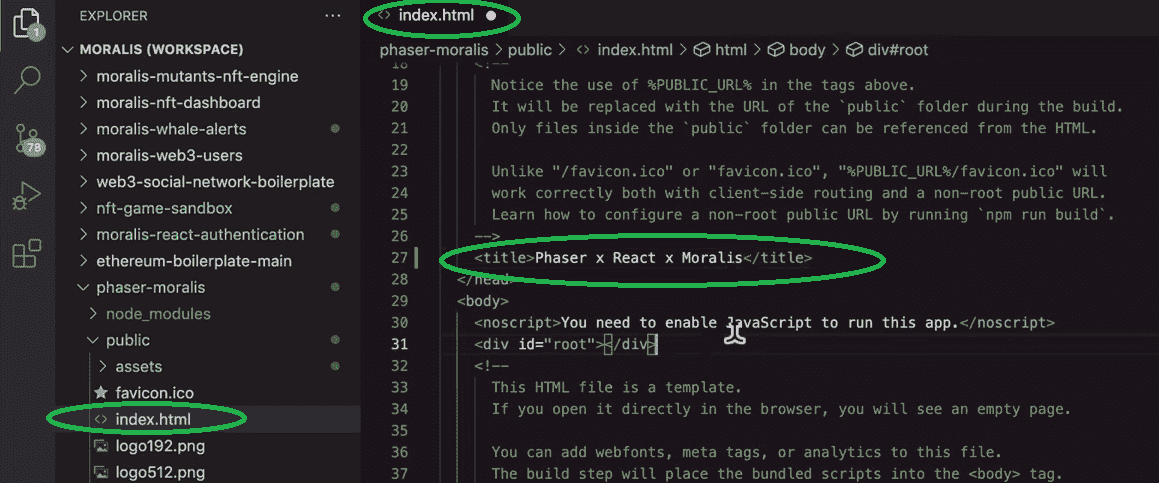 EXPLORER
MORALIS (WORKSPACE)
moralis-mutants-nft-engine
moralis-nft-dashboard
moralis-whale-alerts
moralis-web3-users
web3-social-network-boilerplate
nft-game-sandbox
moralis-react-authentication
ethereum-boilerplate-main
phaser-moralis
node_modules
public
assets
favicon.ico
index.html
logo192.png
logo512.png
1
78
index.html
phaser-moralis > public > index.html > html > body > div#root
18 <!--
19 Notice the use of %PUBLIC_URL% in the tags above.
20 It will be replaced with the URL of the `public` folder during the build.
21 Only files inside the `public` folder can be referenced from the HTML.
22
23 Unlike "/favicon.ico" or "favicon.ico", "%PUBLIC_URL%/favicon.ico" will
24 work correctly both with client-side routing and a non-root public URL.
25 Learn how to configure a non-root public URL by running `npm run build`.
26 -->
27 <title>Phaser x React x Moralis</title>
28 </head>
29 <body>
30 <noscript>You need to enable JavaScript to run this app.</noscript>
31 <div id="root"></div>
32 <!--
33 This HTML file is a template.
34 If you open it directly in the browser, you will see an empty page.
35
36 You can add webfonts, meta tags, or analytics to this file.
37 The build step will place the bundled scripts into the <body> tag.